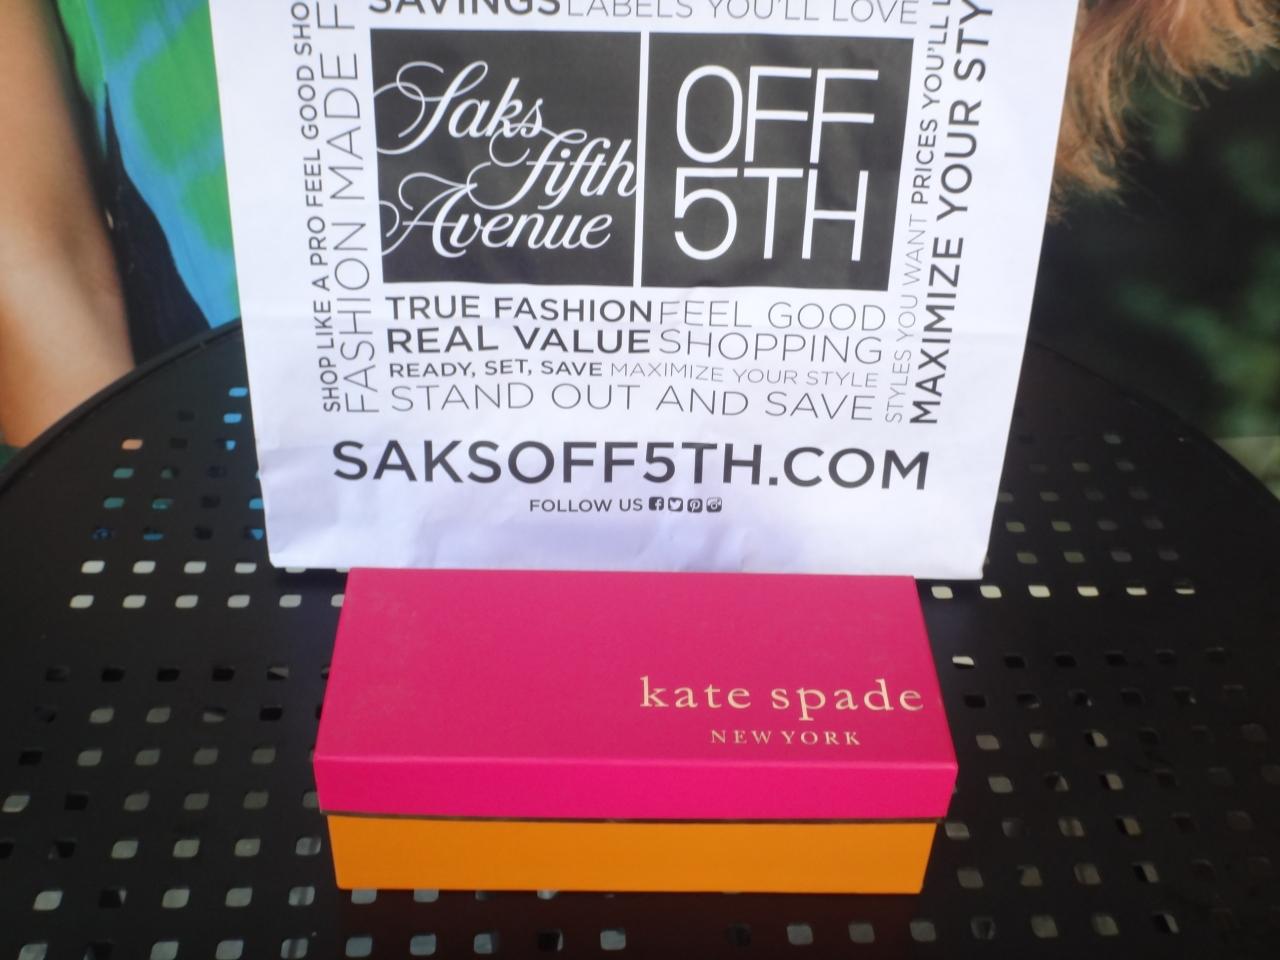 SAVINGS LABELS YOU'LL LOVE
SHOP LIKE A PRO FEEL GOOD SHO
FASHION MADE F
Saks
fifth
Avenue
OFF
5TH
STYLES YOU WANT PRICES YOU'LL L
MAXIMIZE YOUR STY
TRUE FASHION FEEL GOOD
REAL VALUE SHOPPING
READY, SET, SAVE MAXIMIZE YOUR STYLE
STAND OUT AND SAVE
SAKSOFF5TH.COM
FOLLOW US
kate spade
NEW YORK